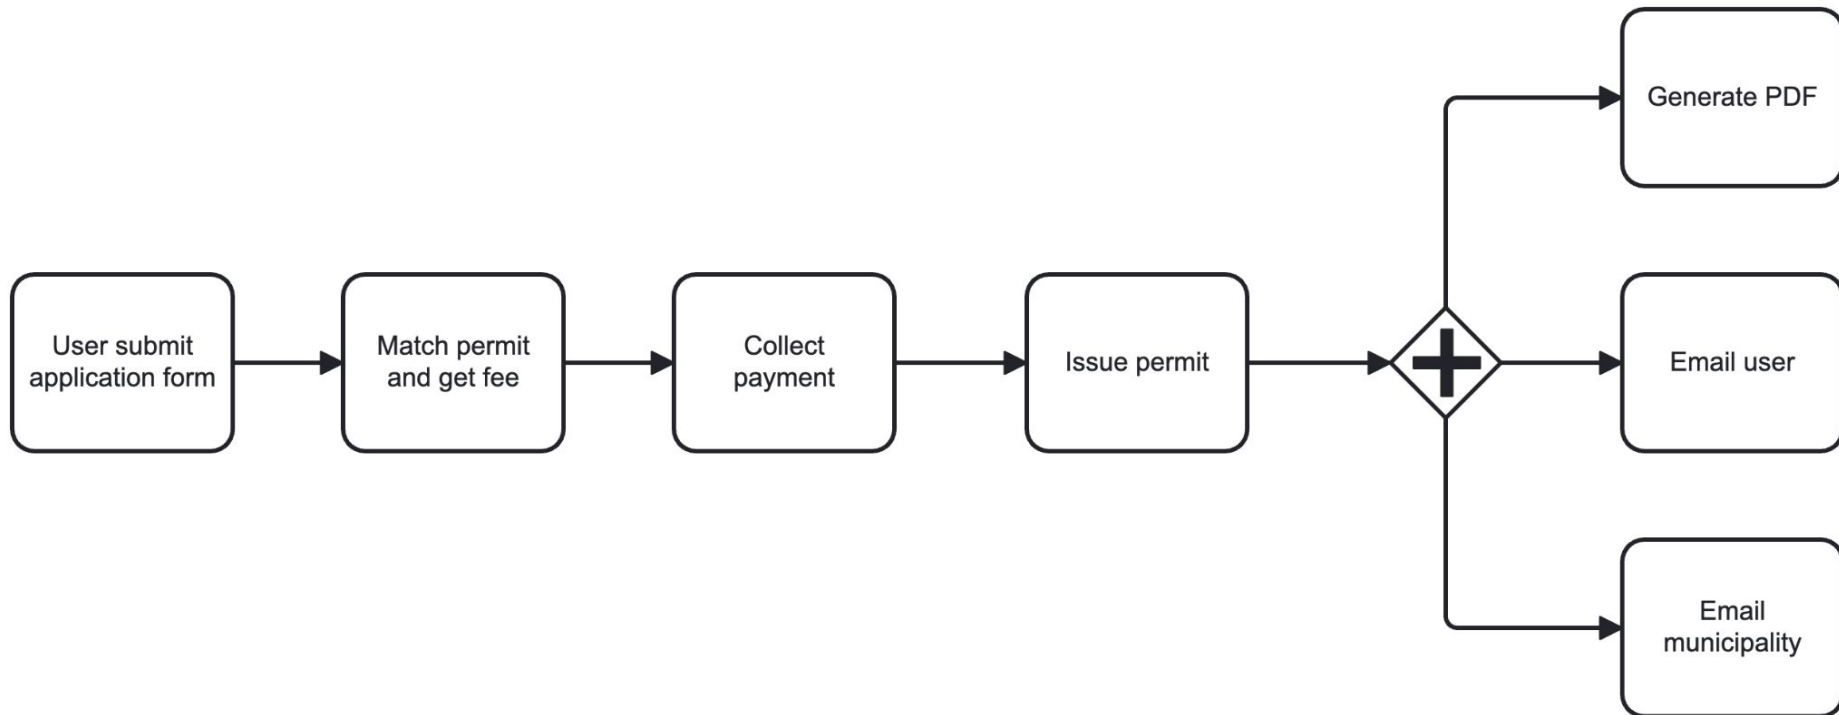 User submit
application form
Match permit
and get fee
Collect
payment
Issue permit
Generate PDF
Email user
Email
municipality